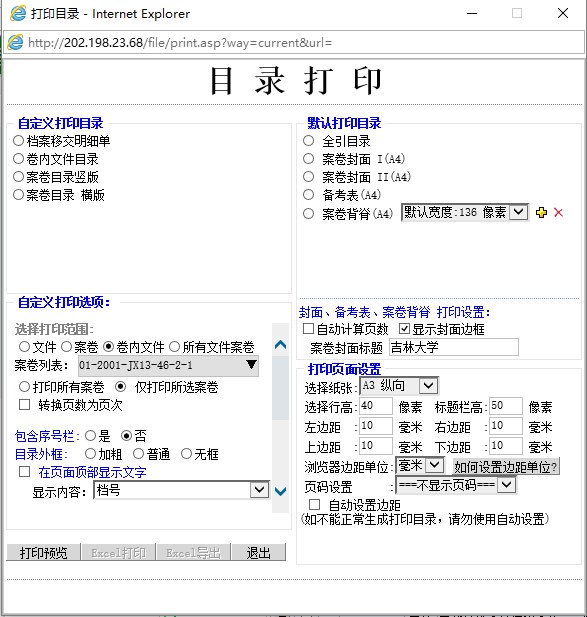 打印目录 - Internet Explorer
http://202.198.23.68/file/print.asp?way=current&url=
目 录 打 印
自定义打印目录
档案移交明细单
卷内文件目录
案卷目录竖版
案卷目录 横版
默认打印目录
全引目录
案卷封面 I(A4)
案卷封面 II(A4)
备考表(A4)
案卷背脊(A4) 默认宽度:136 像素
自定义打印选项:
选择打印范围:
文件 案卷 卷内文件 所有文件案卷
案卷列表: 01-2001-JX13-46-2-1
打印所有案卷 仅打印所选案卷
转换页数为页次
包含序号栏: 是 否
目录外框: 加粗 普通 无框
在页面顶部显示文字
显示内容: 档号
打印预览 Excel打印 Excel导出 退出
封面、备考表、案卷背脊 打印设置:
自动计算页数 显示封面边框
案卷封面标题 吉林大学
打印页面设置
选择纸张: A3 纵向
选择行高: 40 像素 标题栏高: 50 像素
左边距 : 10 毫米 右边距 : 10 毫米
上边距 : 10 毫米 下边距 : 10 毫米
浏览器边距单位: 毫米 如何设置边距单位?
页码设置 : ===不显示页码===
自动设置边距
(如不能正常生成打印目录，请勿使用自动设置)